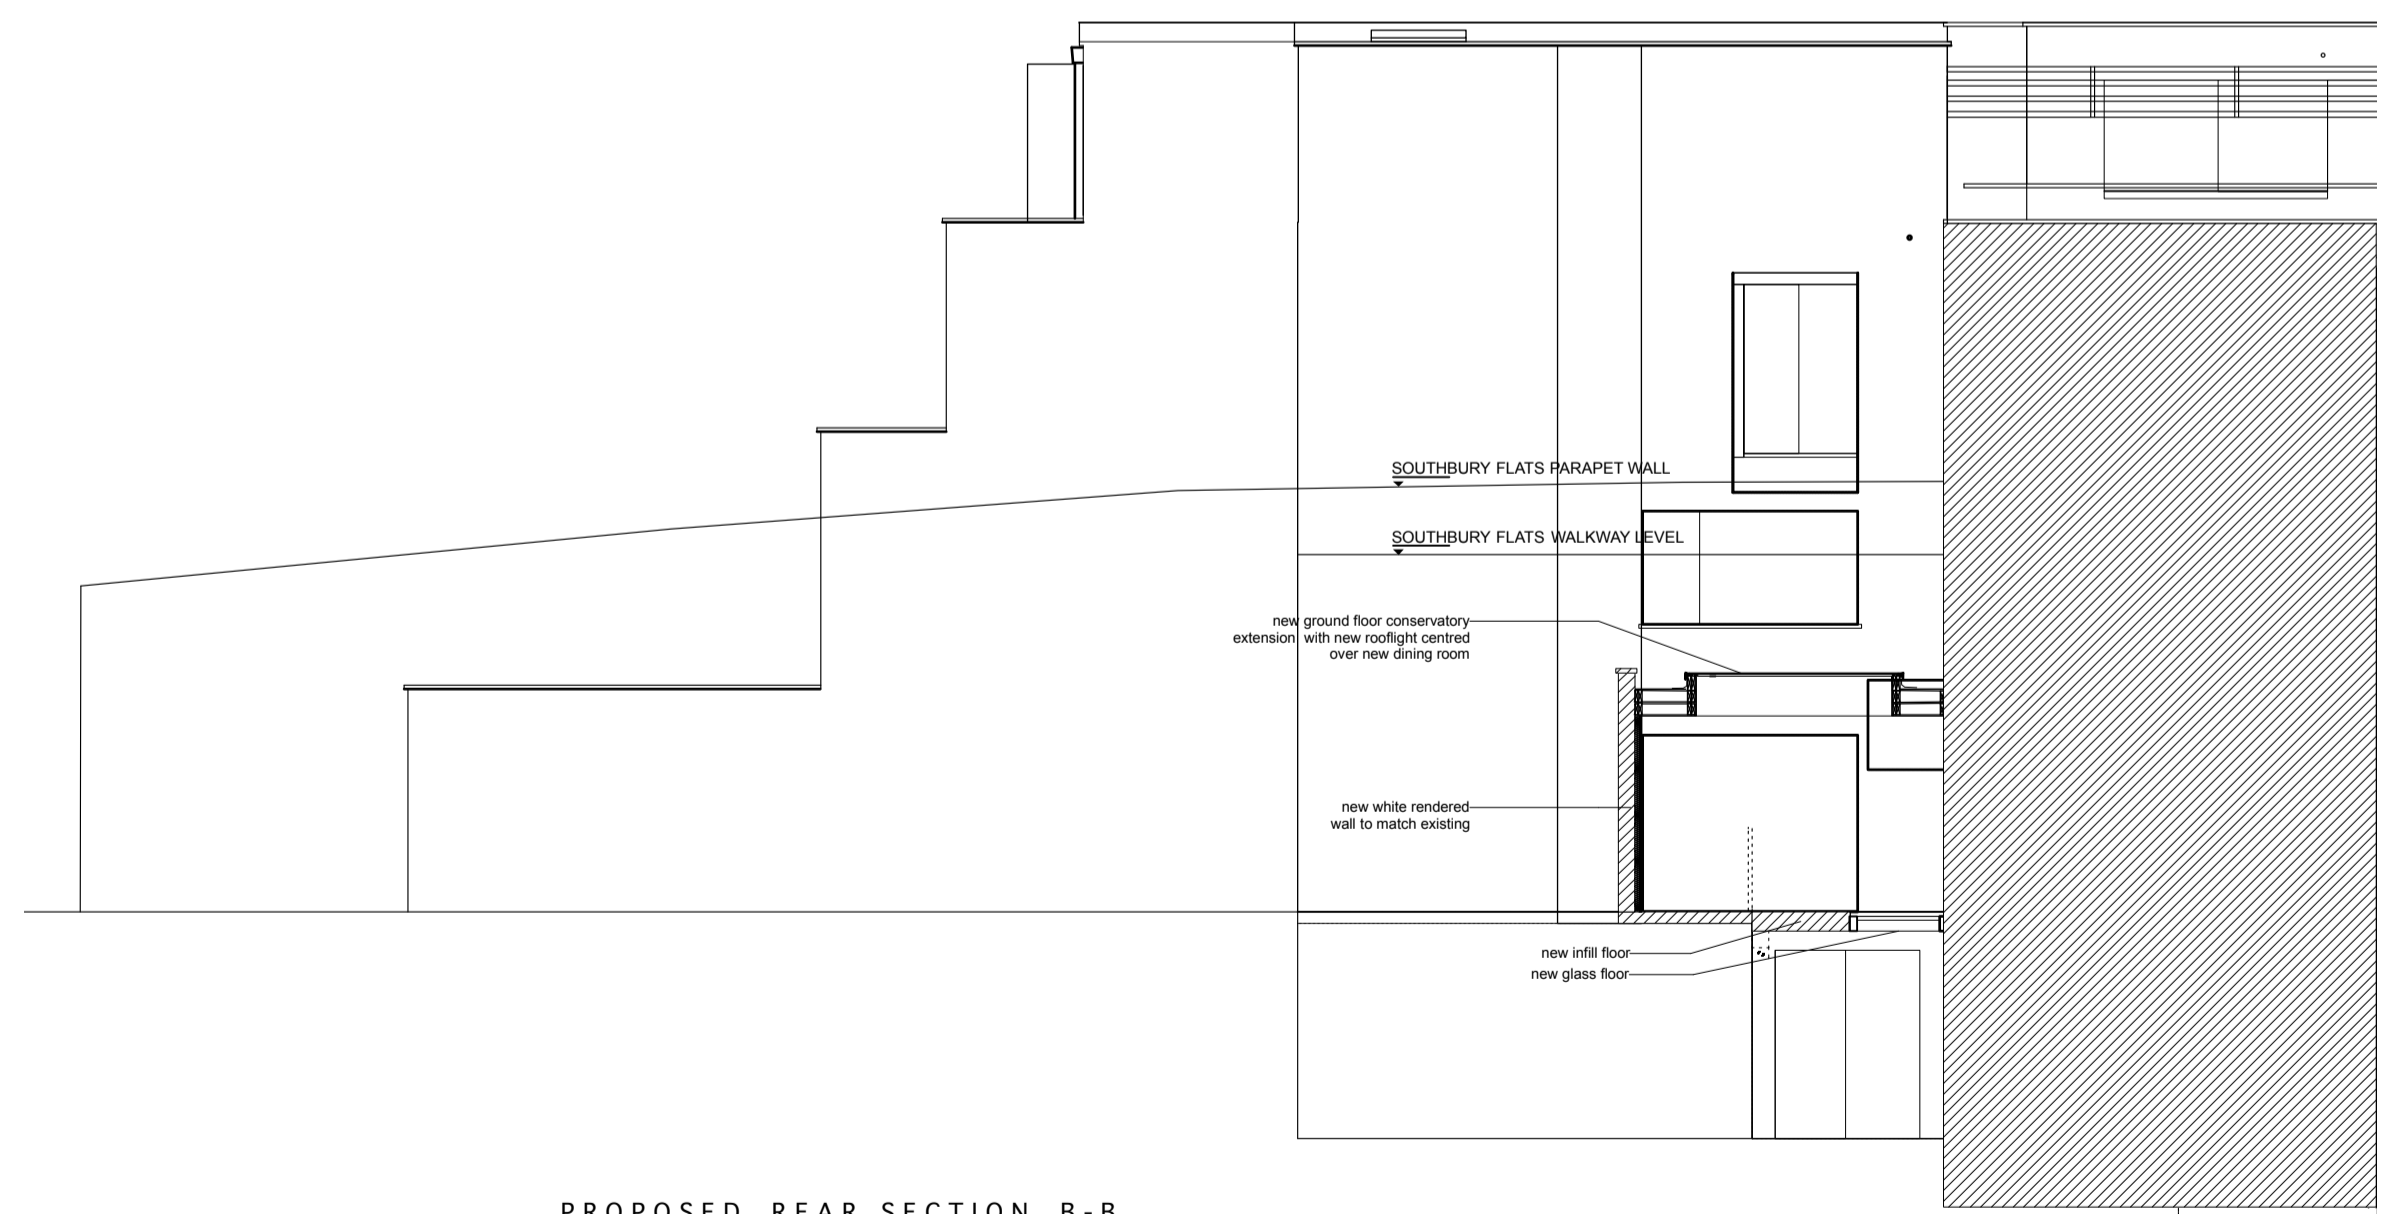 SOUTHBURY FLATS PARAPET WALL
SOUTHBURY FLATS WALKWAY LEVEL
new ground floor conservatory
extension with new rooflight centred
over new dining room
new white rendered
wall to match existing
new infill floor
new glass floor
PROPOSED REAR SECTION B-B